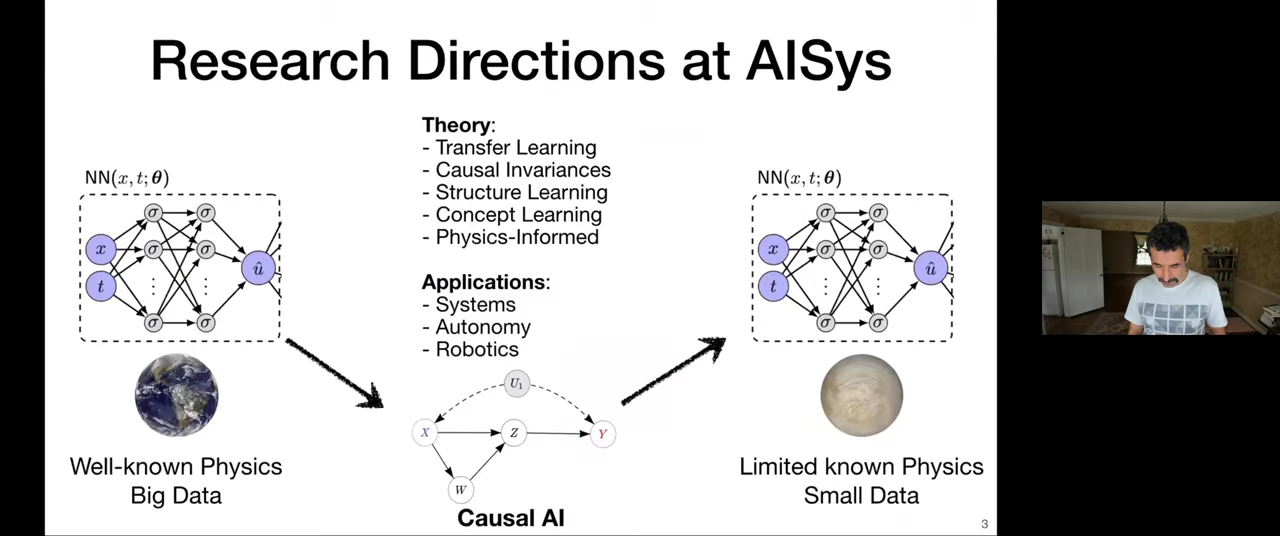 Research Directions at AISys
Theory:
- Transfer Learning
- Causal Invariances
- Structure Learning
- Concept Learning
- Physics-Informed
Applications:
- Systems
- Autonomy
- Robotics
NN(x, t; θ)
x
t
σ
σ
σ
σ
σ
σ
û
Well-known Physics
Big Data
U₁
X
Z
Y
W
Causal AI
NN(x, t; θ)
x
t
σ
σ
σ
σ
σ
σ
û
Limited known Physics
Small Data
3